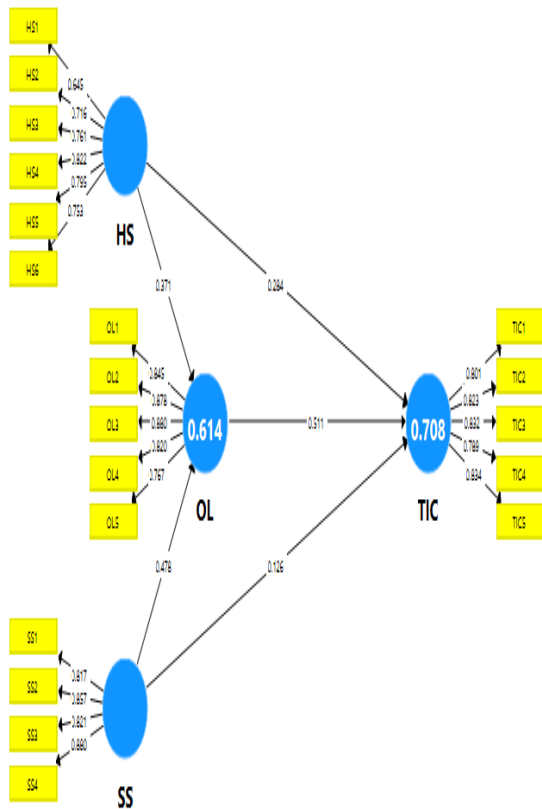 HS1
HS2
HS3
HS4
HS5
HS6
0.645
0.716
0.761
0.822
0.795
0.753
HS
0.371
0.284
OL1
OL2
OL3
OL4
OL5
0.845
0.878
0.880
0.820
0.767
0.614
OL
0.511
0.708
TIC
0.801
0.823
0.832
0.789
0.834
TIC1
TIC2
TIC3
TIC4
TIC5
0.478
0.126
SS1
SS2
SS3
SS4
0.817
0.857
0.821
0.880
SS